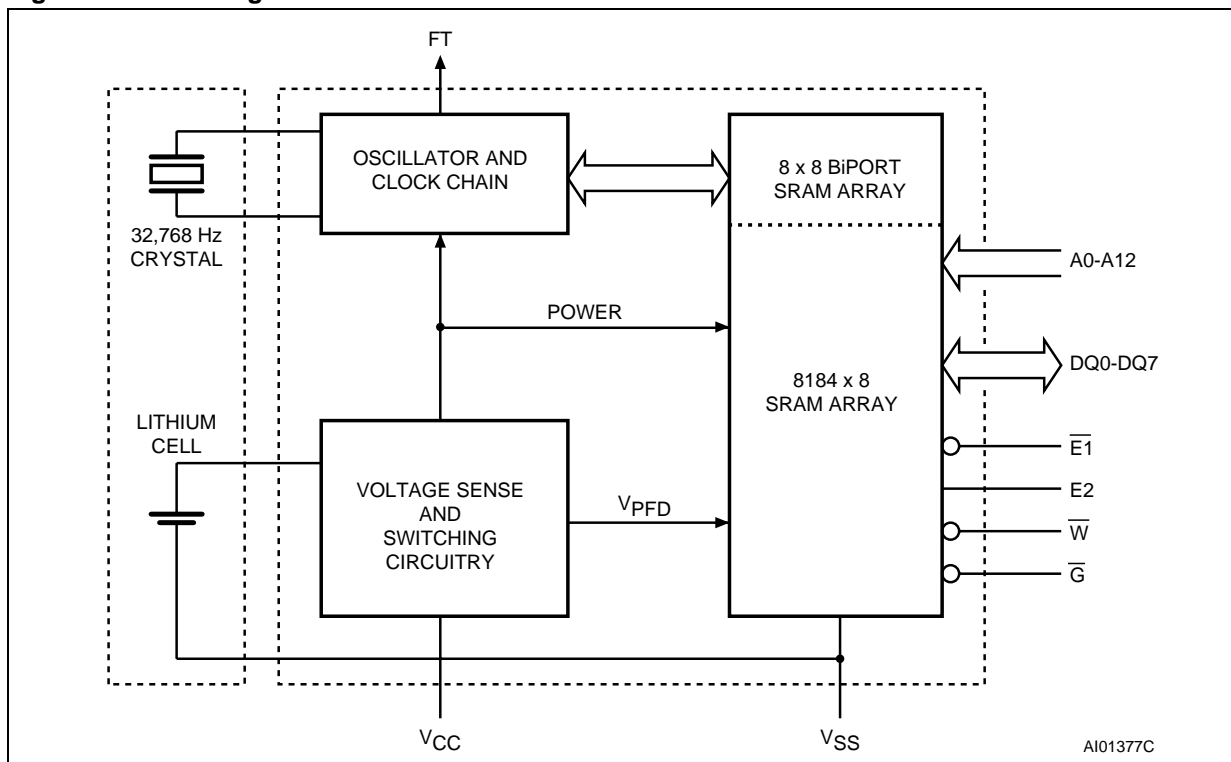 FT
OSCILLATOR AND
CLOCK CHAIN
8 x 8 BiPORT
SRAM ARRAY
32,768 Hz
CRYSTAL
A0-A12
POWER
DQ0-DQ7
8184 x 8
SRAM ARRAY
LITHIUM
CELL
E1
VOLTAGE SENSE
AND
SWITCHING
CIRCUITRY
E2
VPFD
W
G
VCC
VSS
AI01377C